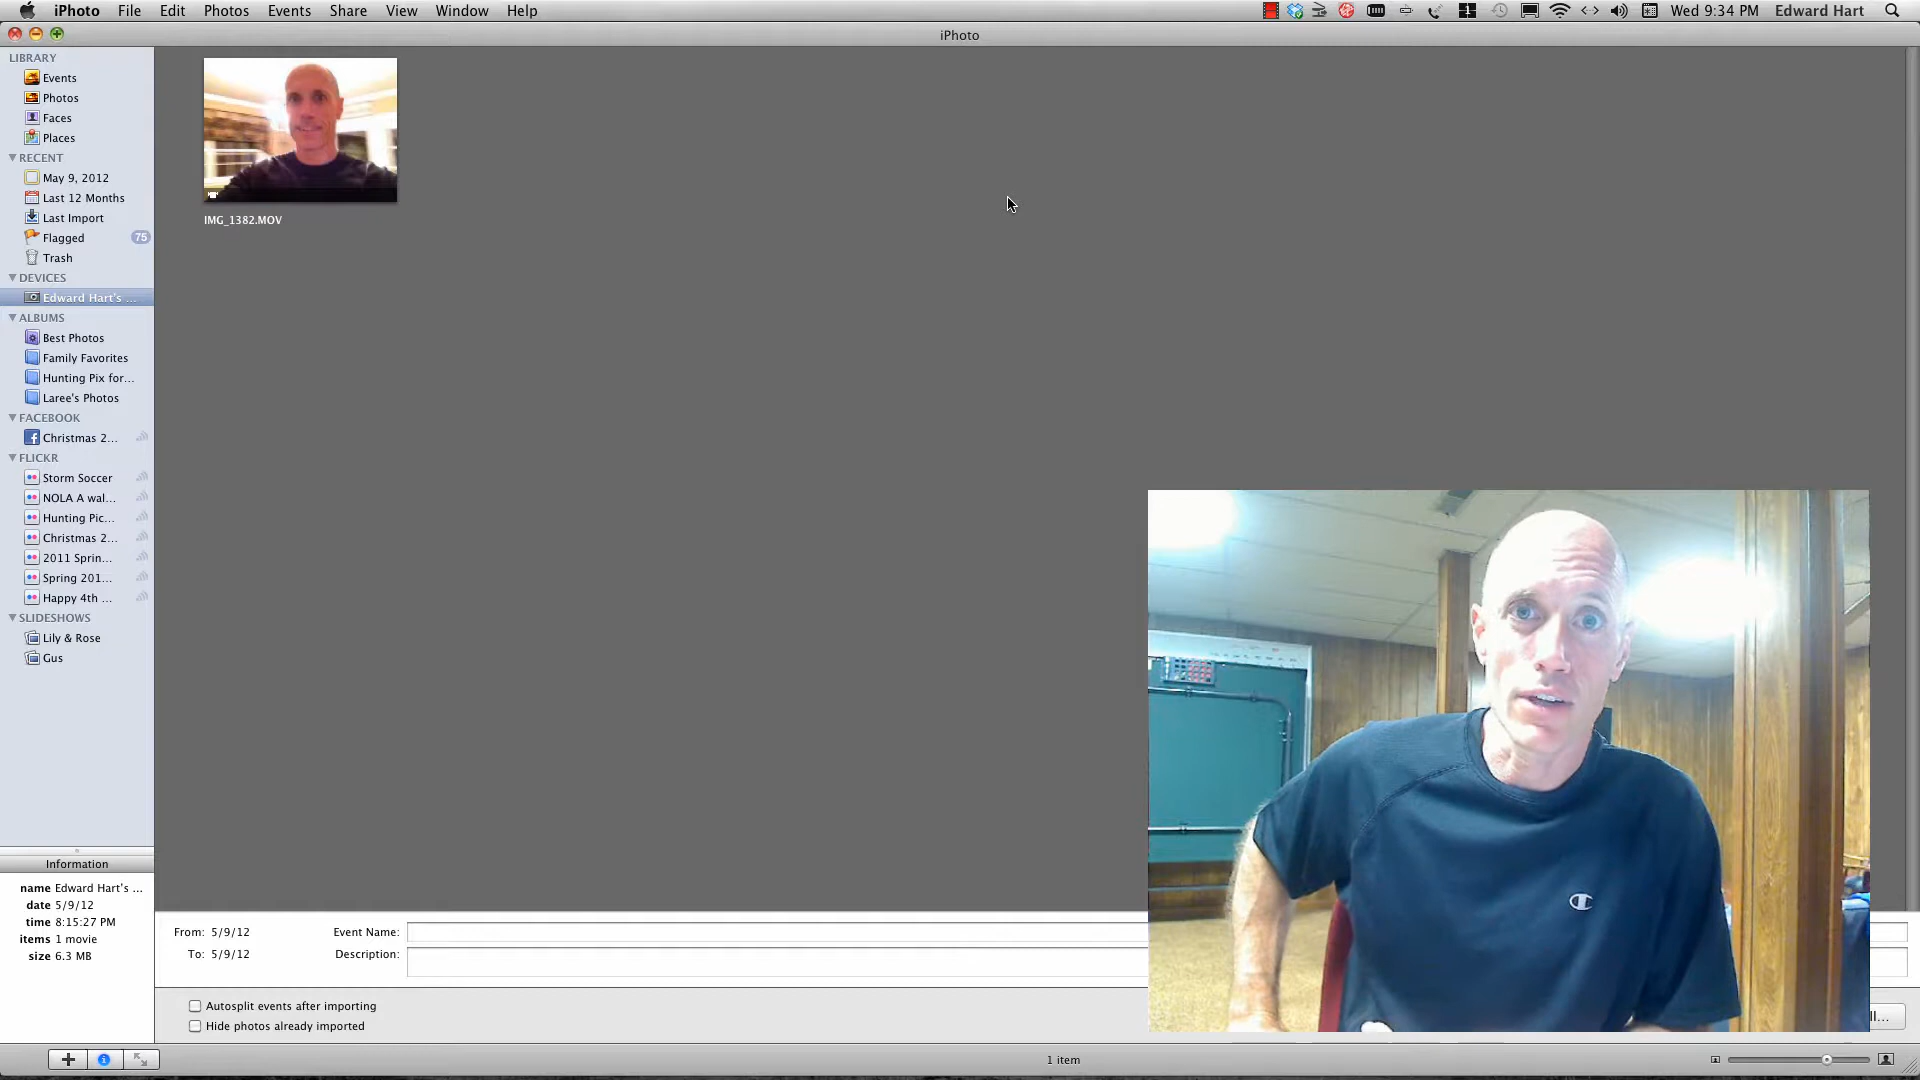 iPhoto File Edit Photos Events Share View Window Help Wed 9:34 PM Edward Hart
iPhoto
LIBRARY
Events
Photos
Faces
Places
RECENT
May 9, 2012
Last 12 Months
Last Import
Flagged 75
Trash
DEVICES
Edward Hart's ...
ALBUMS
Best Photos
Family Favorites
Hunting Pix for...
Laree's Photos
FACEBOOK
Christmas 2...
FLICKR
Storm Soccer
NOLA A wal...
Hunting Pic...
Christmas 2...
2011 Sprin...
Spring 201...
Happy 4th ...
SLIDESHOWS
Lily & Rose
Gus
IMG_1382.MOV
Information
name Edward Hart's ...
date 5/9/12
time 8:15:27 PM
items 1 movie
size 6.3 MB
From: 5/9/12 Event Name:
To: 5/9/12 Description:
Autosplit events after importing
Hide photos already imported
1 item